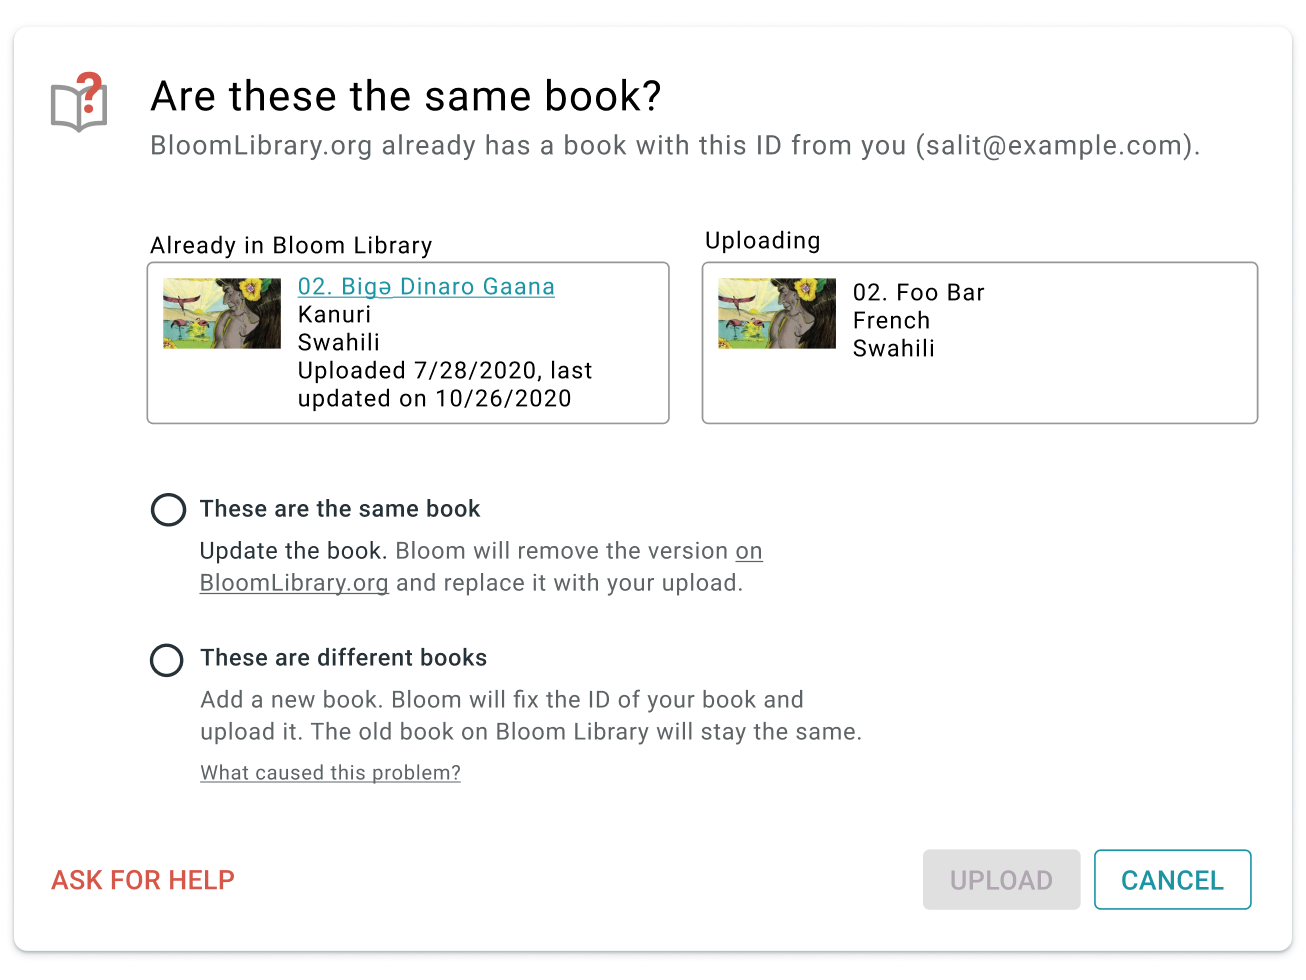 Are these the same book?
BloomLibrary.org already has a book with this ID from you (salit@example.com).
Already in Bloom Library
02. Bigǝ Dinaro Gaana
Kanuri
Swahili
Uploaded 7/28/2020, last
updated on 10/26/2020
Uploading
02. Foo Bar
French
Swahili
These are the same book
Update the book. Bloom will remove the version on
BloomLibrary.org and replace it with your upload.
These are different books
Add a new book. Bloom will fix the ID of your book and
upload it. The old book on Bloom Library will stay the same.
What caused this problem?
ASK FOR HELP
UPLOAD
CANCEL